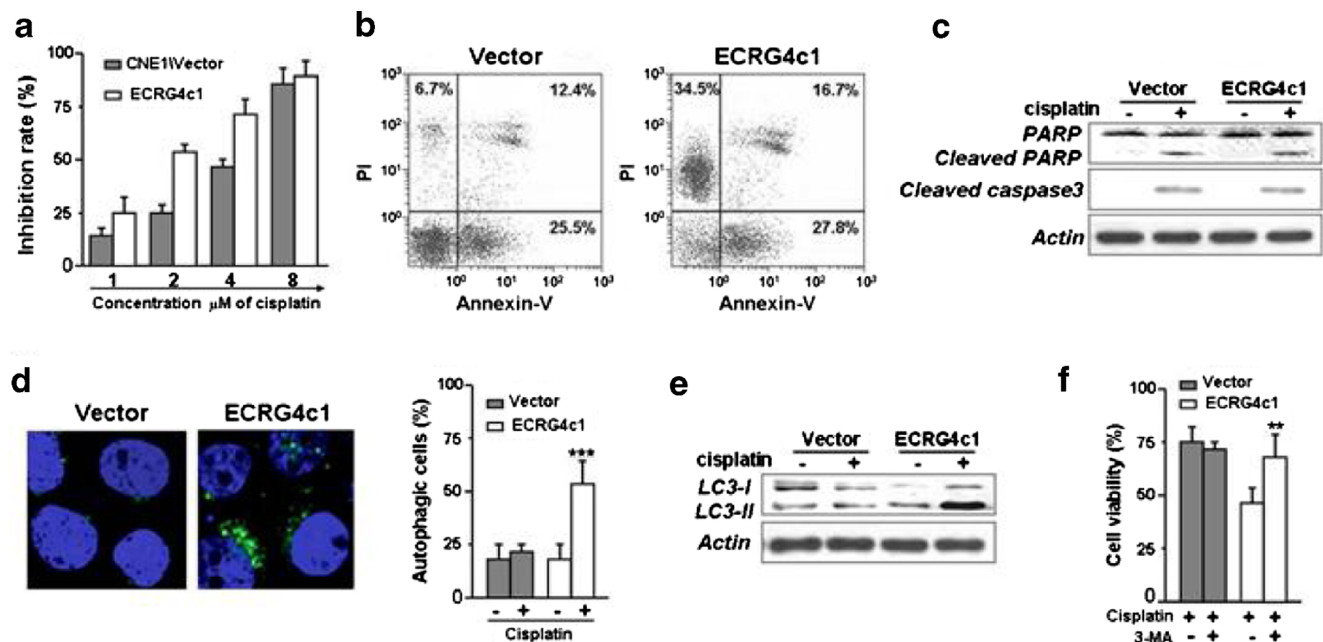 a
100
75
50
25
0
Inhibition rate (%)
CNE1\Vector
ECRG4c1
1 2 4 8
Concentration μM of cisplatin
b
Vector
10³
10²
10¹
10⁰
PI
6.7% 12.4%
25.5%
10⁰ 10¹ 10² 10³
Annexin-V
ECRG4c1
10³
10²
10¹
10⁰
PI
34.5% 16.7%
27.8%
10⁰ 10¹ 10² 10³
Annexin-V
c
Vector ECRG4c1
cisplatin - + - +
PARP
Cleaved PARP
Cleaved caspase3
Actin
d
Vector ECRG4c1
100
75
50
25
0
Autophagic cells (%)
Vector
ECRG4c1
***
- + - +
Cisplatin
e
Vector ECRG4c1
cisplatin - + - +
LC3-I
LC3-II
Actin
f
100
75
50
25
0
Cell viability (%)
Vector
ECRG4c1
**
Cisplatin + + + +
3-MA - + - +